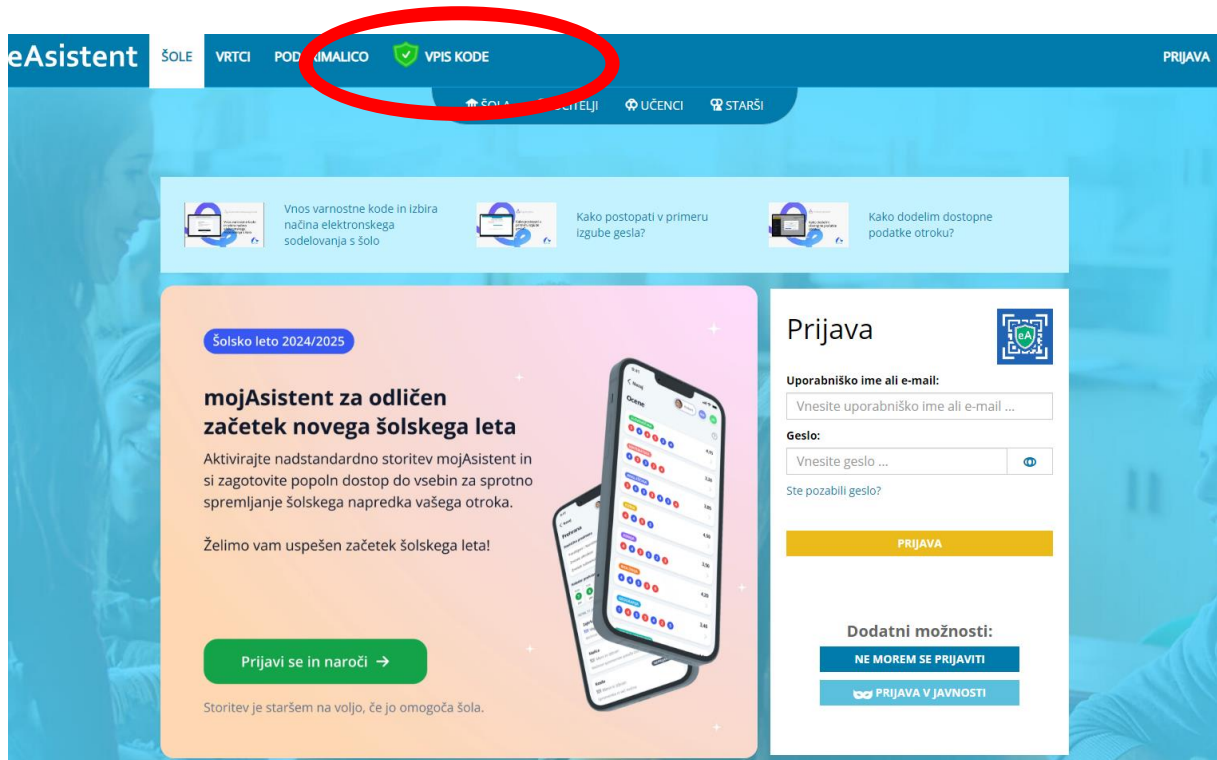 eAsistent
ŠOLE VRTCI VPIS KODE PRIJAVA
UČENCI STARŠI
Vnos varnostne kode in izbira
načina elektronskega
sodelovanja s šolo
Kako postopati v primeru
izgube gesla?
Kako dodelim dostopne
podatke otroku?
Šolsko leto 2024/2025
mojAsistent za odličen
začetek novega šolskega leta
Aktivirajte nadstandardno storitev mojAsistent in
si zagotovite popoln dostop do vsebin za sprotno
spremljanje šolskega napredka vašega otroka.
Želimo vam uspešen začetek šolskega leta!
Prijavi se in naroči →
Storitev je staršem na voljo, če jo omogoča šola.
Ocene
Prijava
eA
Uporabniško ime ali e-mail:
Vnesite uporabniško ime ali e-mail ...
Geslo:
Vnesite geslo ...
Ste pozabili geslo?
PRIJAVA
Dodatni možnosti:
NE MOREM SE PRIJAVITI
PRIJAVA V JAVNOSTI